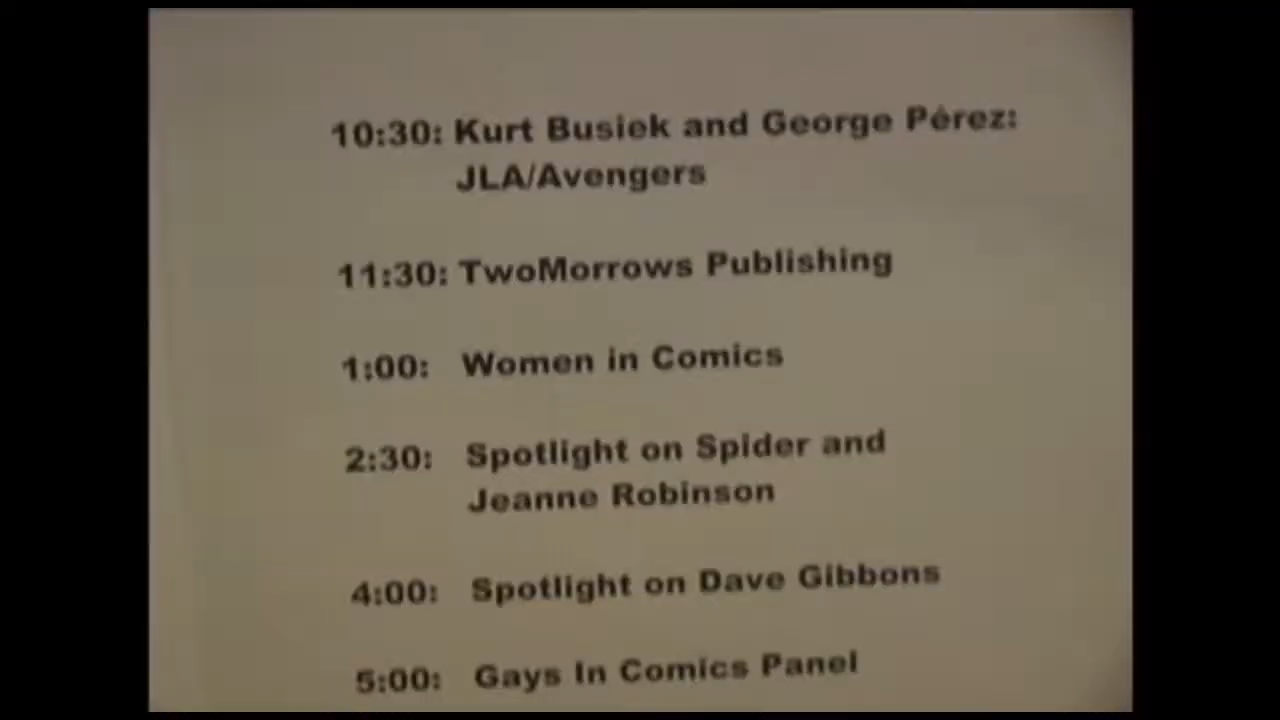 10:30: Kurt Busiek and George Pérez:
JLA/Avengers
11:30: TwoMorrows Publishing
1:00: Women in Comics
2:30: Spotlight on Spider and
Jeanne Robinson
4:00: Spotlight on Dave Gibbons
5:00: Gays In Comics Panel